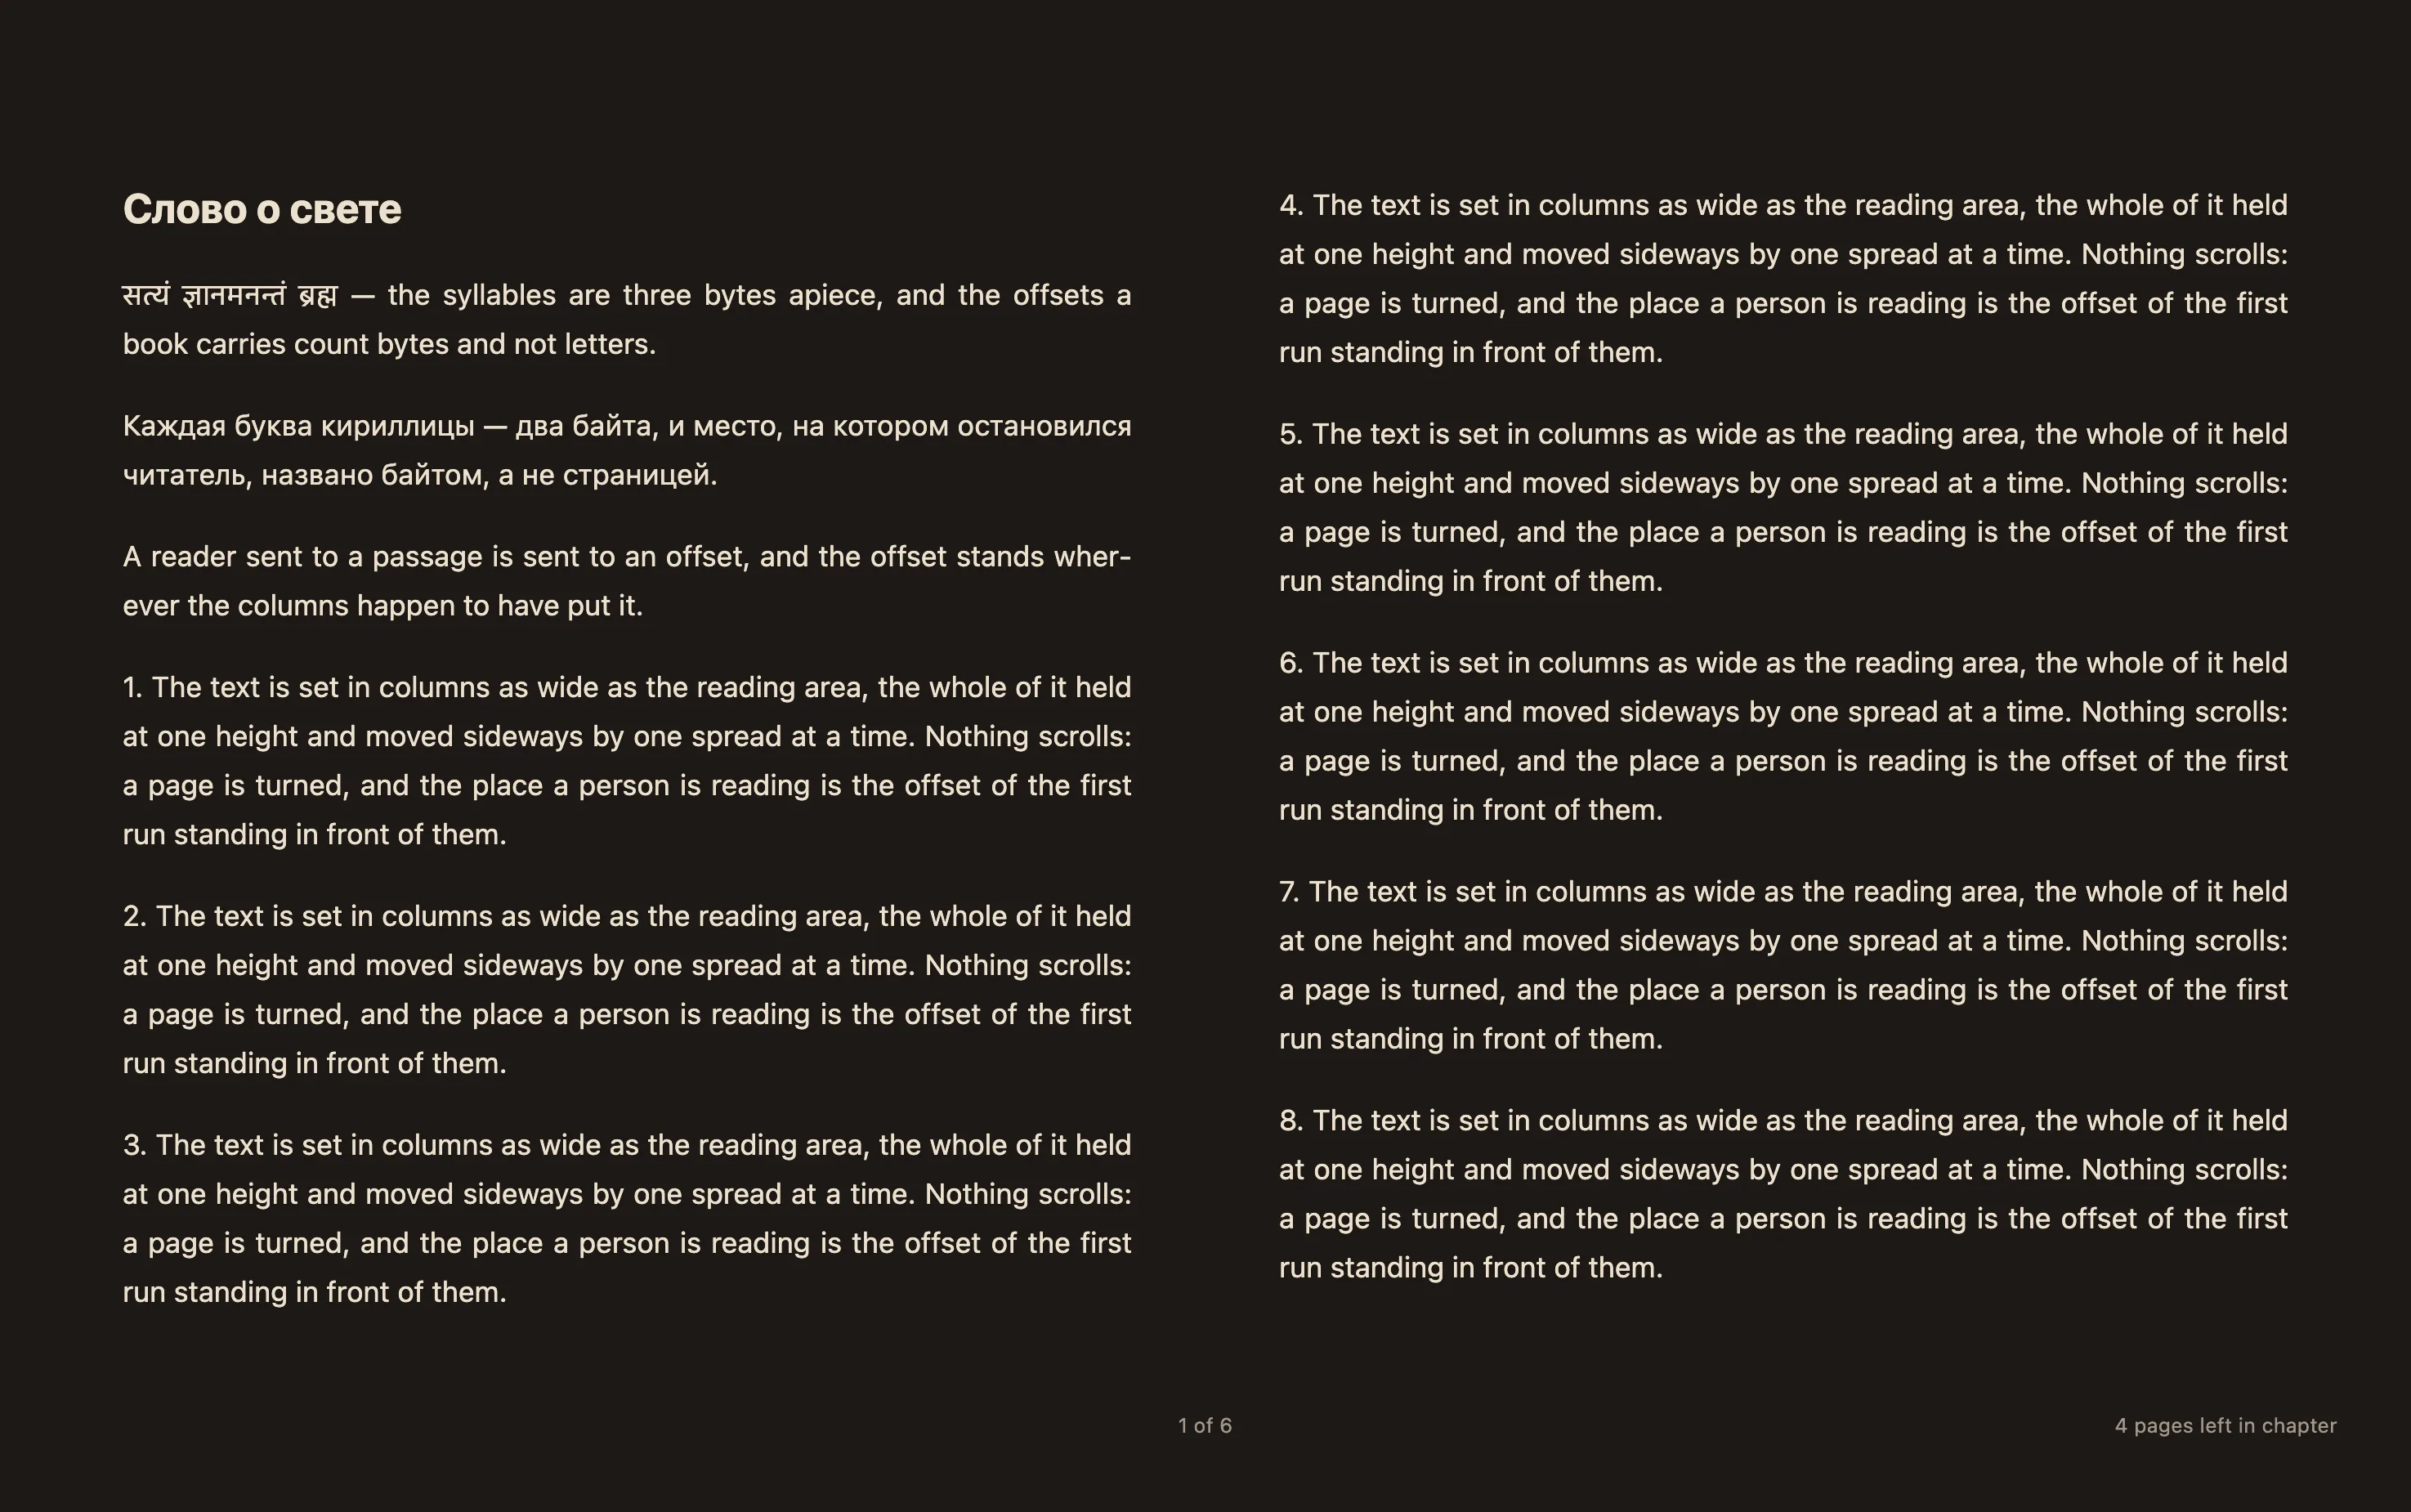 Слово о свете
सत्यं ज्ञानमनन्तं ब्रह्म — the syllables are three bytes apiece, and the offsets a
book carries count bytes and not letters.
Каждая буква кириллицы — два байта, и место, на котором остановился
читатель, названо байтом, а не страницей.
A reader sent to a passage is sent to an offset, and the offset stands wher-
ever the columns happen to have put it.
1. The text is set in columns as wide as the reading area, the whole of it held
at one height and moved sideways by one spread at a time. Nothing scrolls:
a page is turned, and the place a person is reading is the offset of the first
run standing in front of them.
2. The text is set in columns as wide as the reading area, the whole of it held
at one height and moved sideways by one spread at a time. Nothing scrolls:
a page is turned, and the place a person is reading is the offset of the first
run standing in front of them.
3. The text is set in columns as wide as the reading area, the whole of it held
at one height and moved sideways by one spread at a time. Nothing scrolls:
a page is turned, and the place a person is reading is the offset of the first
run standing in front of them.
4. The text is set in columns as wide as the reading area, the whole of it held
at one height and moved sideways by one spread at a time. Nothing scrolls:
a page is turned, and the place a person is reading is the offset of the first
run standing in front of them.
5. The text is set in columns as wide as the reading area, the whole of it held
at one height and moved sideways by one spread at a time. Nothing scrolls:
a page is turned, and the place a person is reading is the offset of the first
run standing in front of them.
6. The text is set in columns as wide as the reading area, the whole of it held
at one height and moved sideways by one spread at a time. Nothing scrolls:
a page is turned, and the place a person is reading is the offset of the first
run standing in front of them.
7. The text is set in columns as wide as the reading area, the whole of it held
at one height and moved sideways by one spread at a time. Nothing scrolls:
a page is turned, and the place a person is reading is the offset of the first
run standing in front of them.
8. The text is set in columns as wide as the reading area, the whole of it held
at one height and moved sideways by one spread at a time. Nothing scrolls:
a page is turned, and the place a person is reading is the offset of the first
run standing in front of them.
1 of 6
4 pages left in chapter